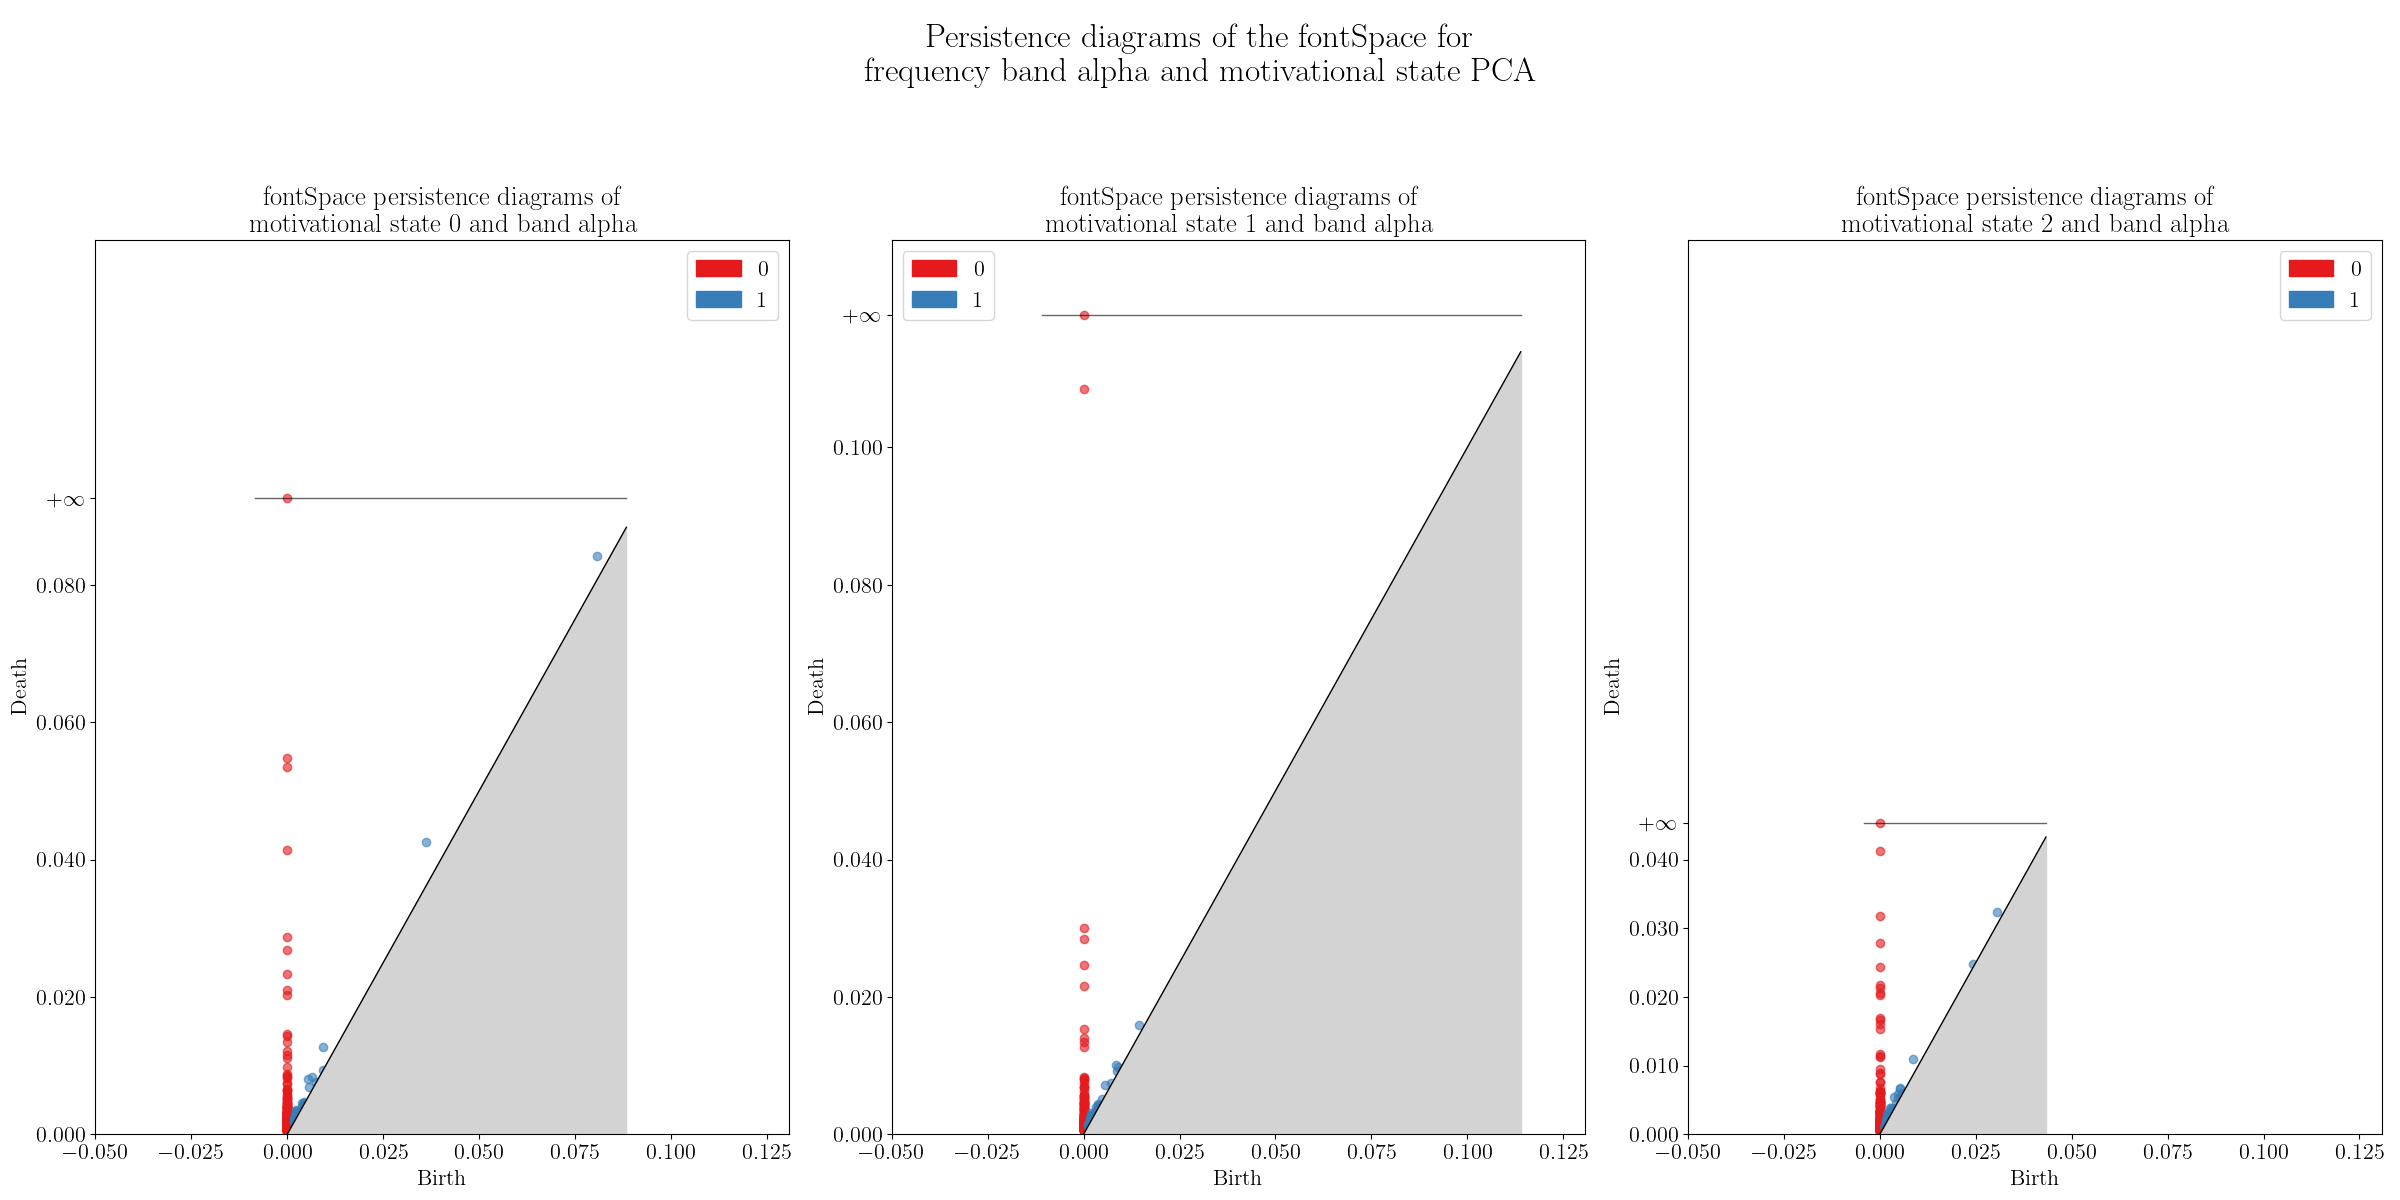 Persistence diagrams of the fontSpace for
frequency band alpha and motivational state PCA
fontSpace persistence diagrams of
motivational state 0 and band alpha
0
1
+∞
0.080
0.060
0.040
0.020
0.000
Death
−0.050 −0.025 0.000 0.025 0.050 0.075 0.100 0.125
Birth
fontSpace persistence diagrams of
motivational state 1 and band alpha
0
1
+∞
0.100
0.080
0.060
0.040
0.020
0.000
Death
−0.050 −0.025 0.000 0.025 0.050 0.075 0.100 0.125
Birth
fontSpace persistence diagrams of
motivational state 2 and band alpha
0
1
+∞
0.040
0.030
0.020
0.010
0.000
Death
−0.050 −0.025 0.000 0.025 0.050 0.075 0.100 0.125
Birth